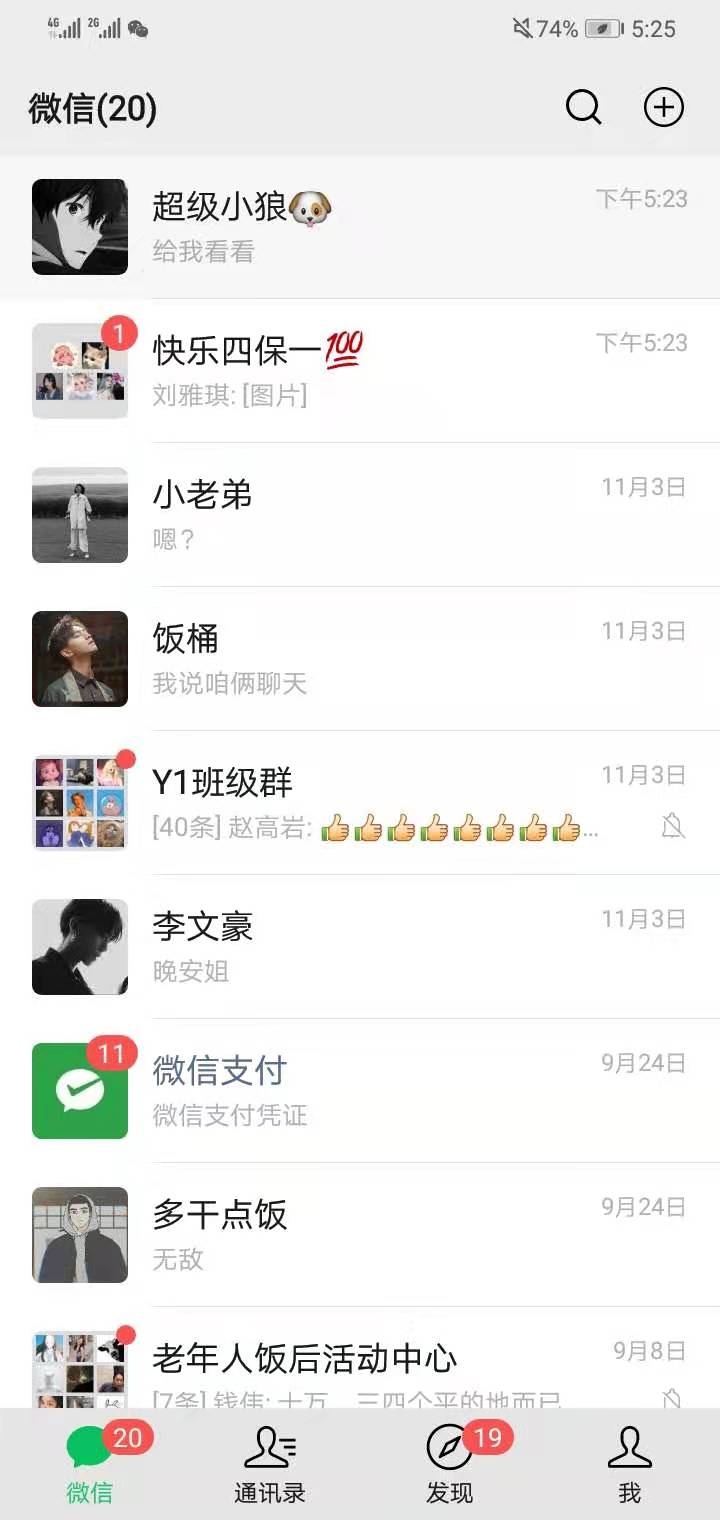 4G 2G 74% 5:25
微信(20)
超级小狼🐶 下午5:23
给我看看
1
快乐四保一💯 下午5:23
刘雅琪: [图片]
小老弟 11月3日
嗯？
饭桶 11月3日
我说咱俩聊天
Y1班级群 11月3日
[40条] 赵高岩: 👍👍👍👍👍👍👍👍...
李文豪 11月3日
晚安姐
11
微信支付 9月24日
微信支付凭证
多干点饭 9月24日
无敌
老年人饭后活动中心 9月8日
[7条] 钱伟: 十万，三四个平的地而已
20 19
微信 通讯录 发现 我